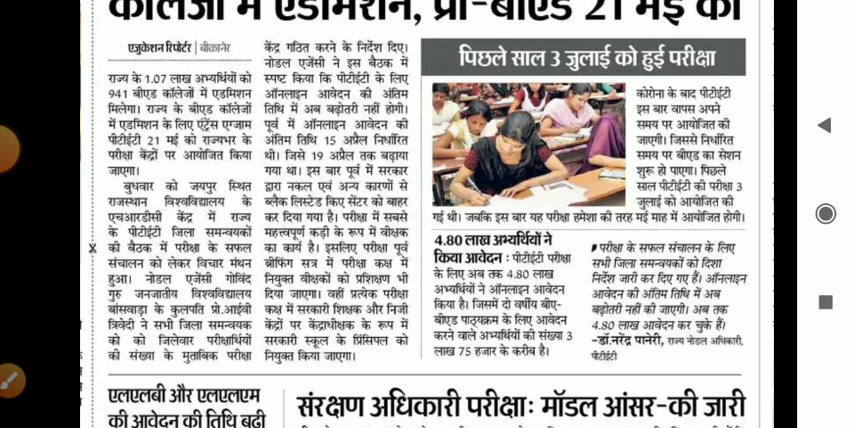 कॉलेजों में एडमिशन, प्री-बीएड 21 मई को
एजुकेशन रिपोर्टर | बीकानेर
राज्य के 1.07 लाख अभ्यर्थियों को
941 बीएड कॉलेजों में एडमिशन
मिलेगा। राज्य के बीएड कॉलेजों
में एडमिशन के लिए एंट्रेंस एग्जाम
पीटीईटी 21 मई को राज्यभर के
परीक्षा केंद्रों पर आयोजित किया
जाएगा।
बुधवार को जयपुर स्थित
राजस्थान विश्वविद्यालय के
एचआरडीसी केंद्र में राज्य
के पीटीईटी जिला समन्वयकों
की बैठक में परीक्षा के सफल
संचालन को लेकर विचार मंथन
हुआ। नोडल एजेंसी गोविंद
गुरु जनजातीय विश्वविद्यालय
बांसवाड़ा के कुलपति प्रो.आईवी
त्रिवेदी ने सभी जिला समन्वयक
को को जिलेवार परीक्षार्थियों
की संख्या के मुताबिक परीक्षा
केंद्र गठित करने के निर्देश दिए।
नोडल एजेंसी ने इस बैठक में
स्पष्ट किया कि पीटीईटी के लिए
ऑनलाइन आवेदन की अंतिम
तिथि में अब बढ़ोतरी नहीं होगी।
पूर्व में ऑनलाइन आवेदन की
अंतिम तिथि 15 अप्रैल निर्धारित
थी। जिसे 19 अप्रैल तक बढ़ाया
गया था। इस बार पूर्व में सरकार
द्वारा नकल एवं अन्य कारणों से
ब्लैक लिस्टेड किए सेंटर को बाहर
कर दिया गया है। परीक्षा में सबसे
महत्त्वपूर्ण कड़ी के रूप में वीक्षक
का कार्य है। इसलिए परीक्षा पूर्व
ब्रीफिंग सत्र में परीक्षा कक्ष में
नियुक्त वीक्षकों को प्रशिक्षण भी
दिया जाएगा। वहीं प्रत्येक परीक्षा
कक्ष में सरकारी शिक्षक और निजी
केंद्रों पर केंद्राधीक्षक के रूप में
सरकारी स्कूल के प्रिंसिपल को
नियुक्त किया जाएगा।
पिछले साल 3 जुलाई को हुई परीक्षा
कोरोना के बाद पीटीईटी
इस बार वापस अपने
समय पर आयोजित की
जाएगी। जिससे निर्धारित
समय पर बीएड का सेशन
शुरू हो पाएगा। पिछले
साल पीटीईटी की परीक्षा 3
जुलाई को आयोजित की
गई थी। जबकि इस बार यह परीक्षा हमेशा की तरह मई माह में आयोजित होगी।
4.80 लाख अभ्यर्थियों ने
किया आवेदन : पीटीईटी परीक्षा
के लिए अब तक 4.80 लाख
अभ्यर्थियों ने ऑनलाइन आवेदन
किया है। जिसमें दो वर्षीय बीए-
बीएड पाठ्यक्रम के लिए आवेदन
करने वाले अभ्यर्थियों की संख्या 3
लाख 75 हजार के करीब है।
परीक्षा के सफल संचालन के लिए
सभी जिला समन्वयकों को दिशा
निर्देश जारी कर दिए गए हैं। ऑनलाइन
आवेदन की अंतिम तिथि में अब
बढ़ोतरी नहीं की जाएगी। अब तक
4.80 लाख आवेदन कर चुके हैं।
-डॉ.नरेंद्र पानेरी, राज्य नोडल अधिकारी,
पीटीईटी
एलएलबी और एलएलएम
की आवेदन की तिथि बढ़ी
संरक्षण अधिकारी परीक्षा: मॉडल आंसर-की जारी